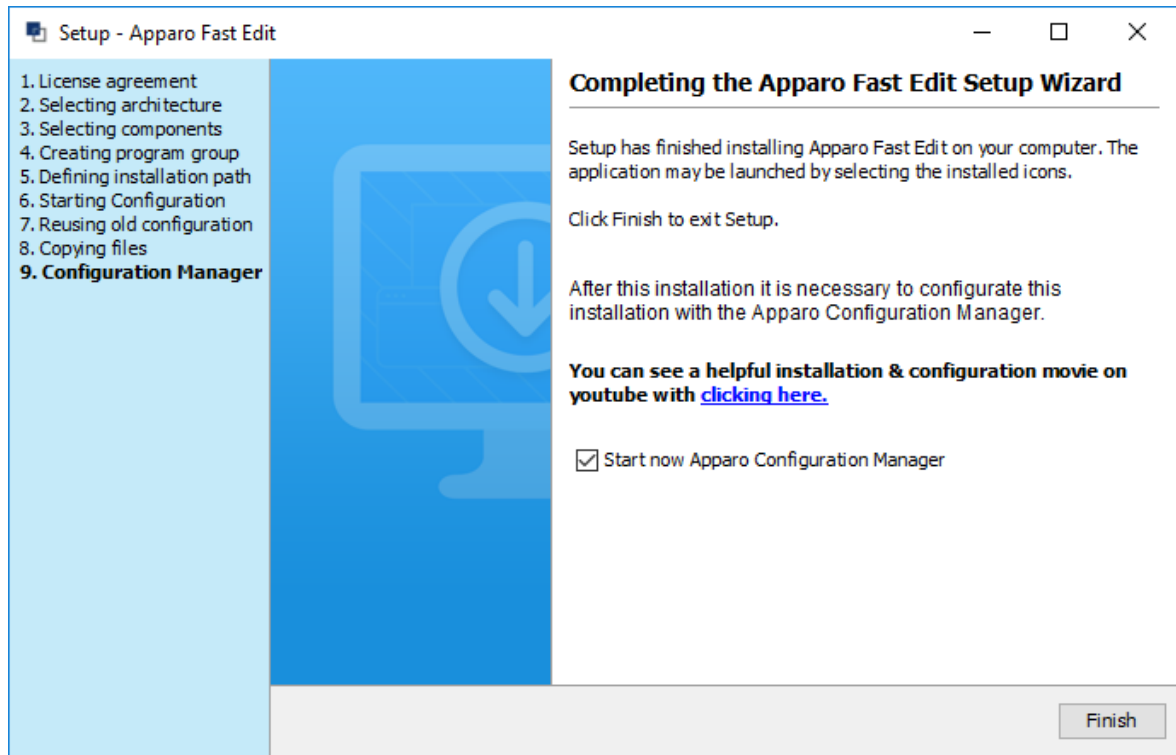 Setup - Apparo Fast Edit
1. License agreement
2. Selecting architecture
3. Selecting components
4. Creating program group
5. Defining installation path
6. Starting Configuration
7. Reusing old configuration
8. Copying files
9. Configuration Manager
Completing the Apparo Fast Edit Setup Wizard
Setup has finished installing Apparo Fast Edit on your computer. The
application may be launched by selecting the installed icons.
Click Finish to exit Setup.
After this installation it is necessary to configurate this
installation with the Apparo Configuration Manager.
You can see a helpful installation & configuration movie on
youtube with clicking here.
Start now Apparo Configuration Manager
Finish